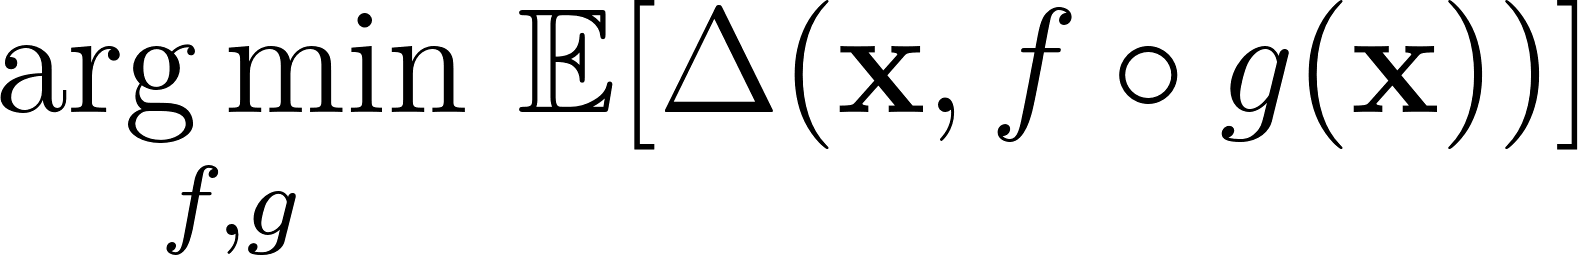 arg min 𝔼[Δ(𝐱, f ∘ g(𝐱))]
f,g